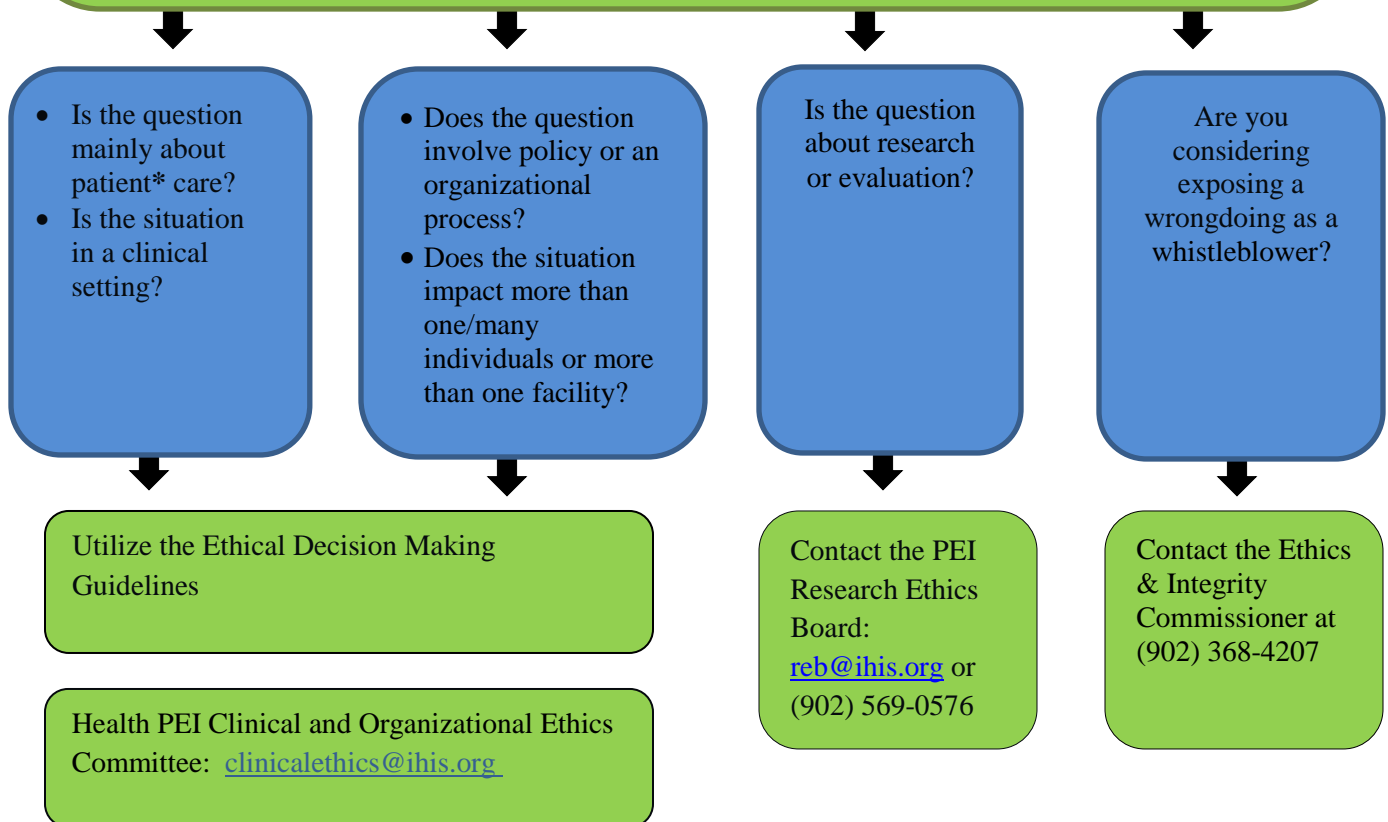 • Is the question
mainly about
patient* care?
• Is the situation
in a clinical
setting?
• Does the question
involve policy or an
organizational
process?
• Does the situation
impact more than
one/many
individuals or more
than one facility?
Is the question
about research
or evaluation?
Are you
considering
exposing a
wrongdoing as a
whistleblower?
Utilize the Ethical Decision Making
Guidelines
Health PEI Clinical and Organizational Ethics
Committee: clinicalethics@ihis.org
Contact the PEI
Research Ethics
Board:
reb@ihis.org or
(902) 569-0576
Contact the Ethics
& Integrity
Commissioner at
(902) 368-4207